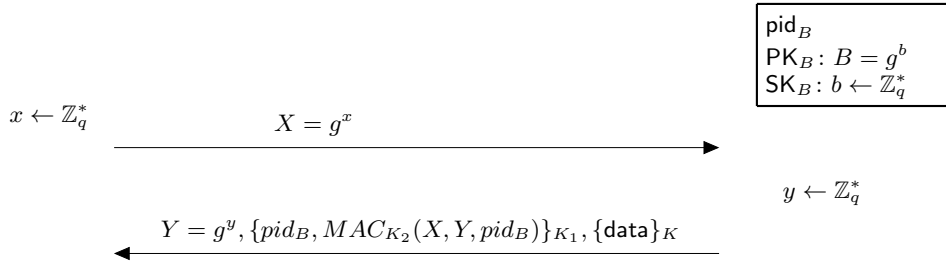 pid_B
PK_B: B = g^b
SK_B: b ← ℤ_q^*
x ← ℤ_q^*
X = g^x
y ← ℤ_q^*
Y = g^y, {pid_B, MAC_{K_2}(X, Y, pid_B)}_{K_1}, {data}_K